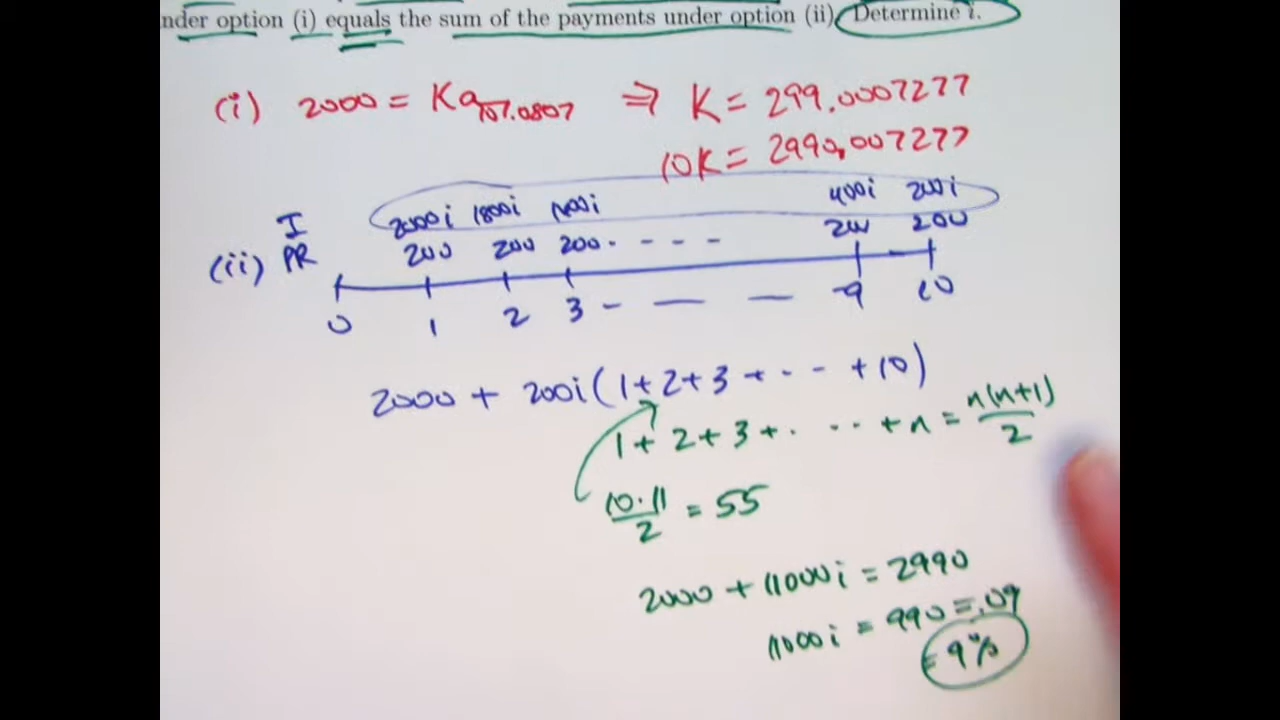 nder option (i) equals the sum of the payments under option (ii). Determine i.
(i) 2000 = Ka10⌉.0807 ⇒ K = 299.0007277
10K = 2990.007277
I 2000i 1800i 1600i 400i 200i
(ii) PR 200 200 200 . - - - 200 200
0 1 2 3 - — — 9 10
2000 + 200i (1+2+3+ - - - +10)
1+2+3+ . . . . +n = n(n+1)/2
10·11/2 = 55
2000 + 11000i = 2990
11000i = 990 = .09
= 9%